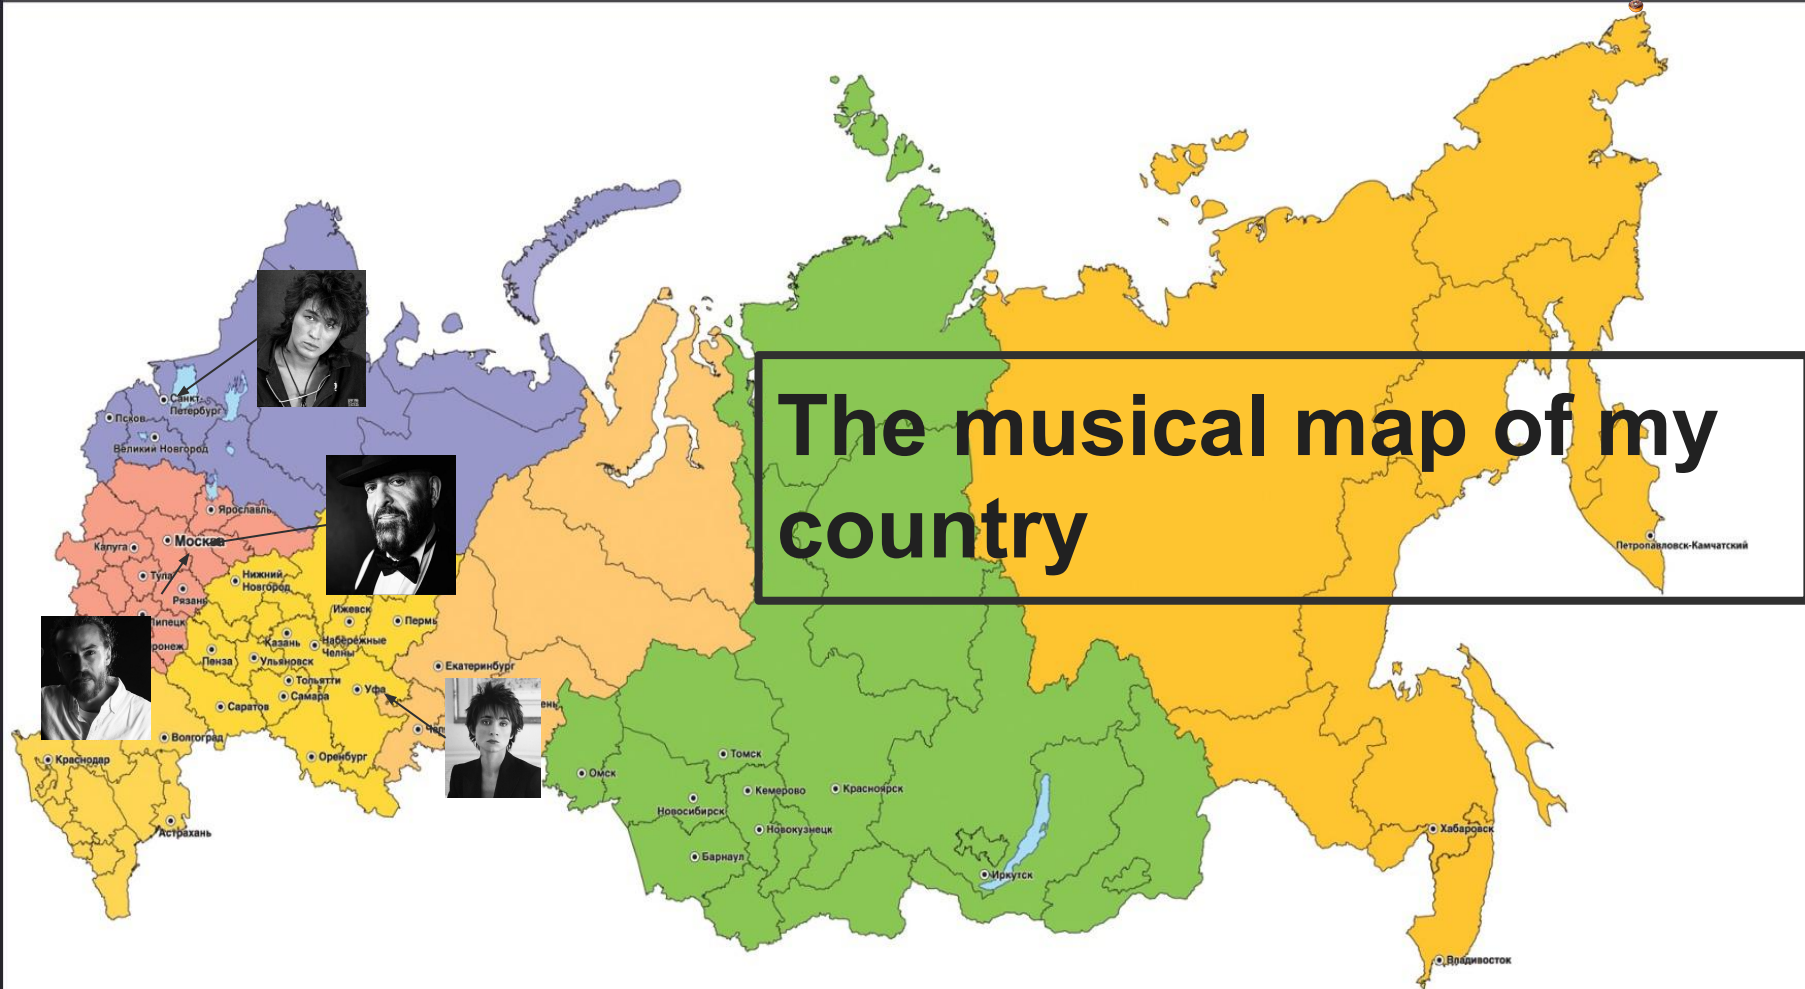 The musical map of my
country
Санкт-
Петербург
Псков
Великий Новгород
Ярославль
Москва
Калуга
Тула
Рязань
Нижний
Новгород
Ижевск
Пермь
Казань
Набережные
Челны
Пенза
Ульяновск
Екатеринбург
Тольятти
Уфа
Самара
Саратов
Волгоград
Оренбург
Краснодар
Астрахань
Омск
Томск
Кемерово
Красноярск
Новосибирск
Новокузнецк
Барнаул
Иркутск
Петропавловск-Камчатский
Хабаровск
Владивосток